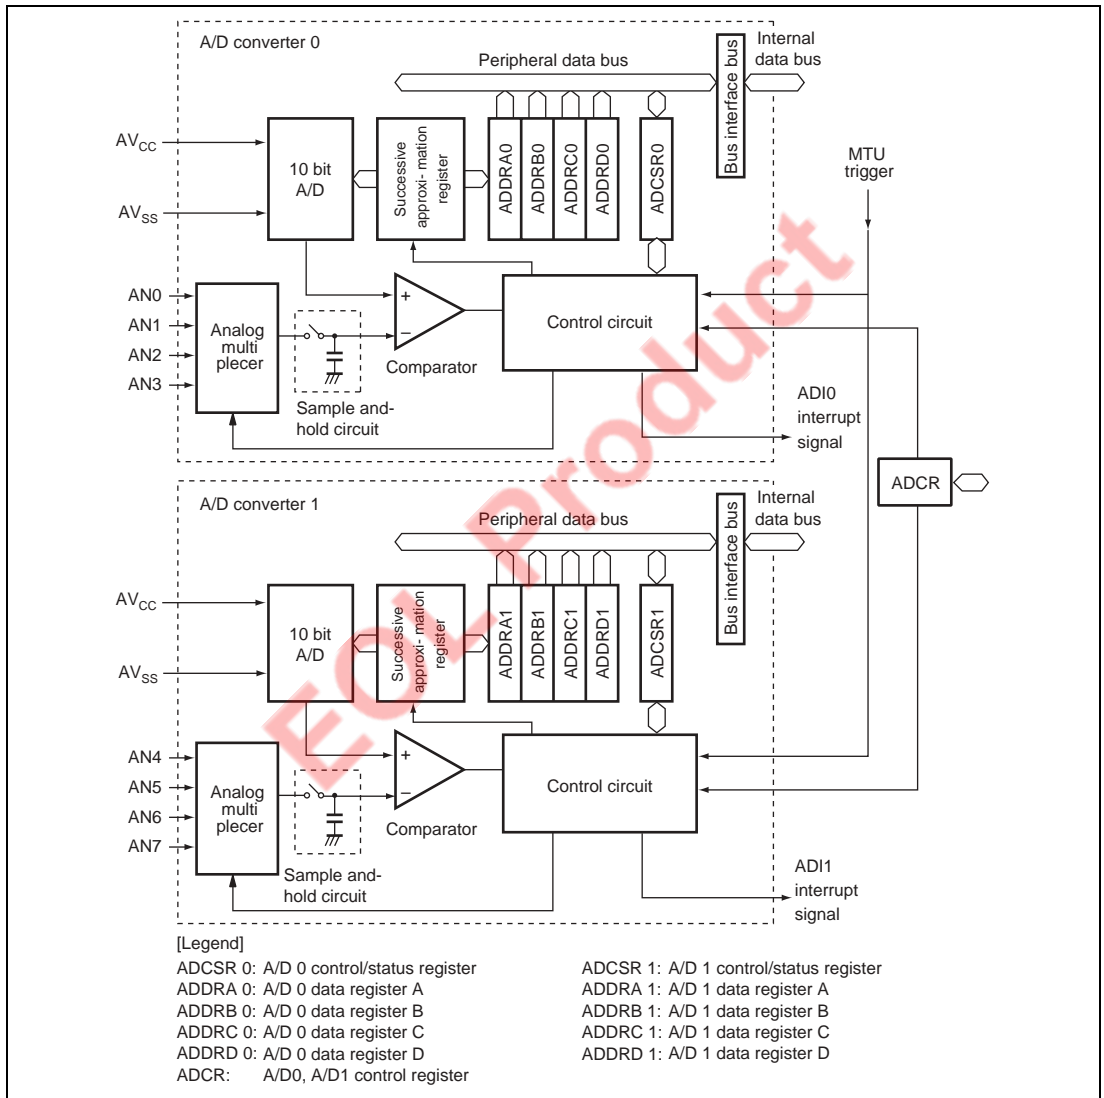 A/D converter 0
Internal
data bus
Peripheral data bus
Bus interface bus
AVCC
AVSS
10 bit
A/D
Successive
approxi- mation
register
ADDRA0
ADDRB0
ADDRC0
ADDRD0
ADCSR0
MTU
trigger
AN0
AN1
AN2
AN3
Analog
multi
plecer
+
−
Comparator
Control circuit
Sample and-
hold circuit
ADI0
interrupt
signal
ADCR
A/D converter 1
Internal
data bus
Peripheral data bus
Bus interface bus
AVCC
AVSS
10 bit
A/D
Successive
approxi- mation
register
ADDRA1
ADDRB1
ADDRC1
ADDRD1
ADCSR1
AN4
AN5
AN6
AN7
Analog
multi
plecer
+
−
Comparator
Control circuit
Sample and-
hold circuit
ADI1
interrupt
signal
EOL Product
[Legend]
ADCSR 0: A/D 0 control/status register
ADDRA 0: A/D 0 data register A
ADDRB 0: A/D 0 data register B
ADDRC 0: A/D 0 data register C
ADDRD 0: A/D 0 data register D
ADCR: A/D0, A/D1 control register
ADCSR 1: A/D 1 control/status register
ADDRA 1: A/D 1 data register A
ADDRB 1: A/D 1 data register B
ADDRC 1: A/D 1 data register C
ADDRD 1: A/D 1 data register D